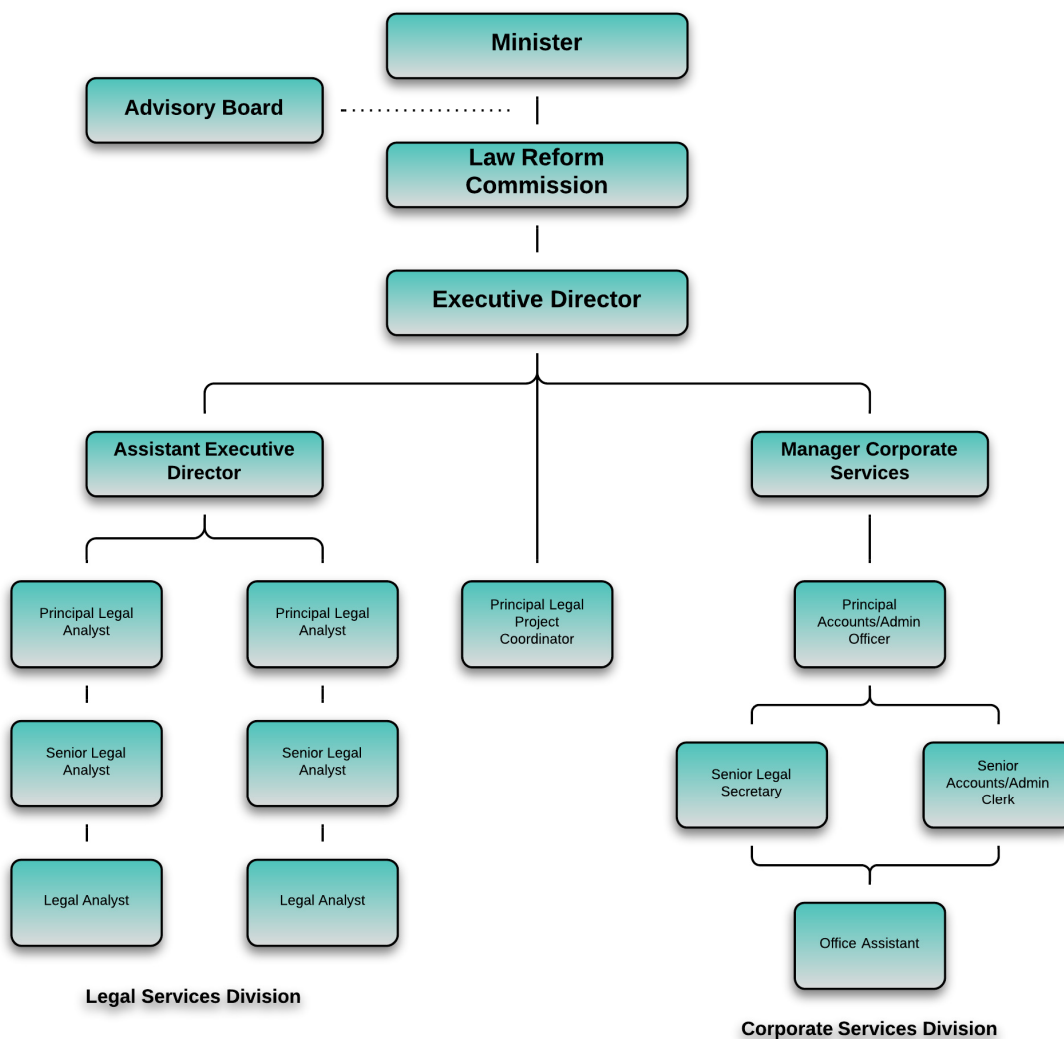 Minister
Advisory Board
Law Reform
Commission
Executive Director
Assistant Executive
Director
Manager Corporate
Services
Principal Legal
Analyst
Principal Legal
Analyst
Principal Legal
Project
Coordinator
Principal
Accounts/Admin
Officer
Senior Legal
Analyst
Senior Legal
Analyst
Senior Legal
Secretary
Senior
Accounts/Admin
Clerk
Legal Analyst
Legal Analyst
Office Assistant
Legal Services Division
Corporate Services Division